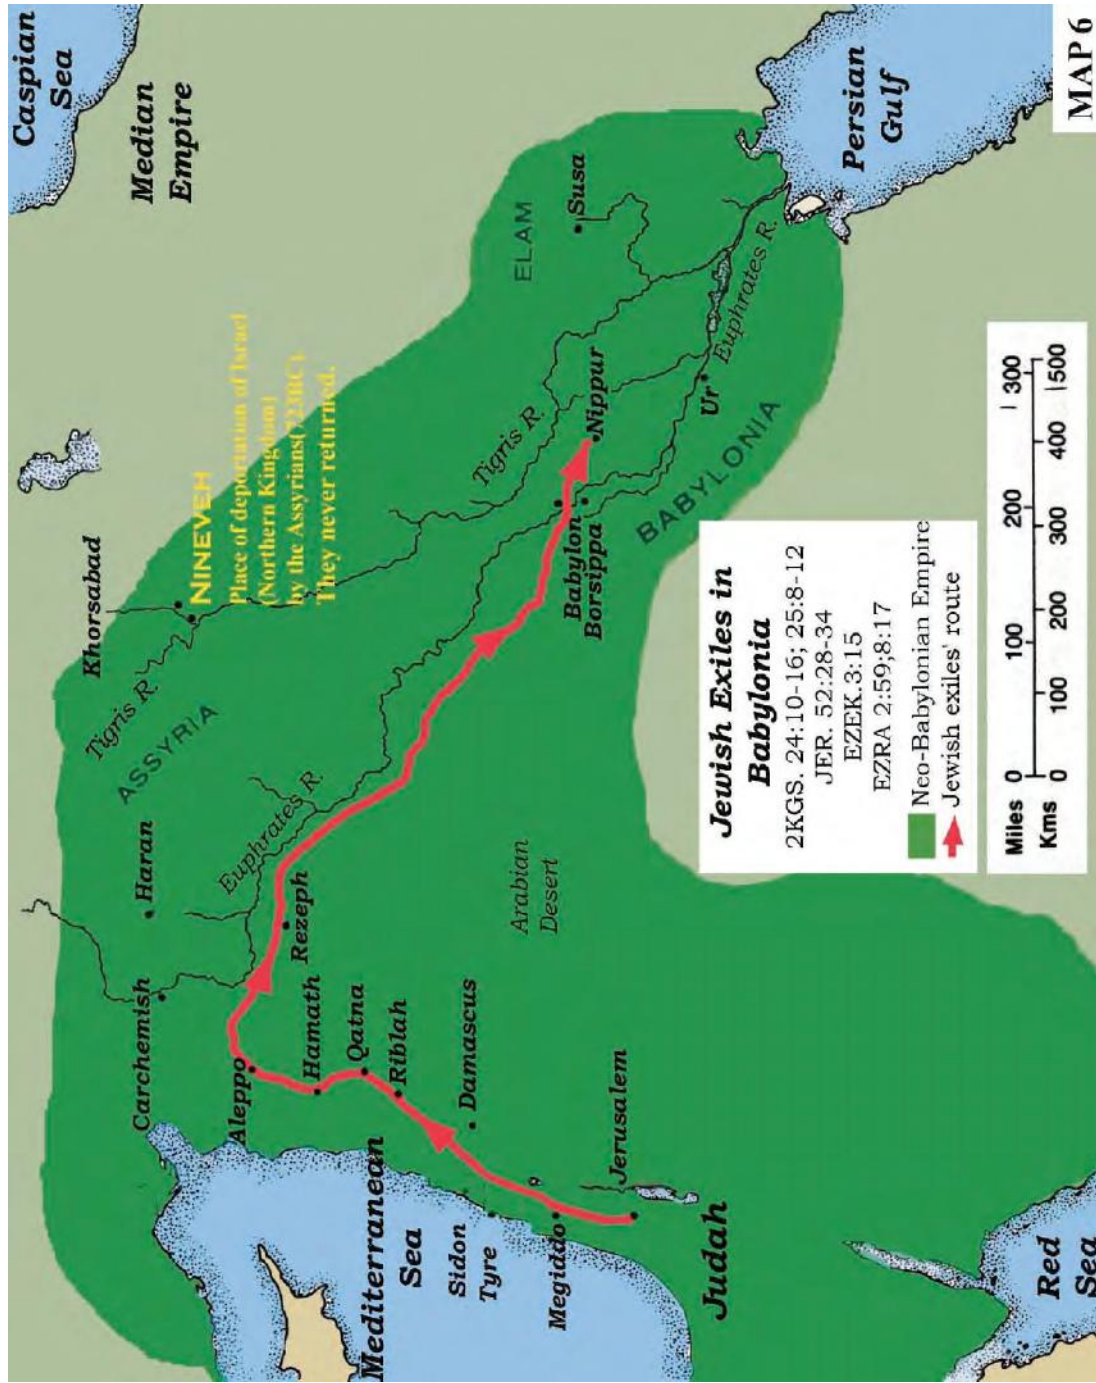 Caspian
Sea
Median
Empire
Khorsabad
NINEVEH
Place of deportation of Israel
(Northern Kingdom)
by the Assyrians(723BC).
They never returned.
Tigris R.
ASSYRIA
Haran
Carchemish
Euphrates R.
Aleppo
Rezeph
Hamath
Qatna
Riblah
Damascus
Mediterranean
Sea
Sidon
Tyre
Megiddo
Jerusalem
Judah
Arabian
Desert
Tigris R.
ELAM
Susa
Babylon
Borsippa
Nippur
Ur
Euphrates R.
BABYLONIA
Persian
Gulf
Red
Sea
Jewish Exiles in
Babylonia
2KGS. 24:10-16; 25:8-12
JER. 52:28-34
EZEK.3:15
EZRA 2:59;8:17
Neo-Babylonian Empire
Jewish exiles' route
Miles 0 100 200 300
Kms 0 100 200 300 400 500
MAP 6